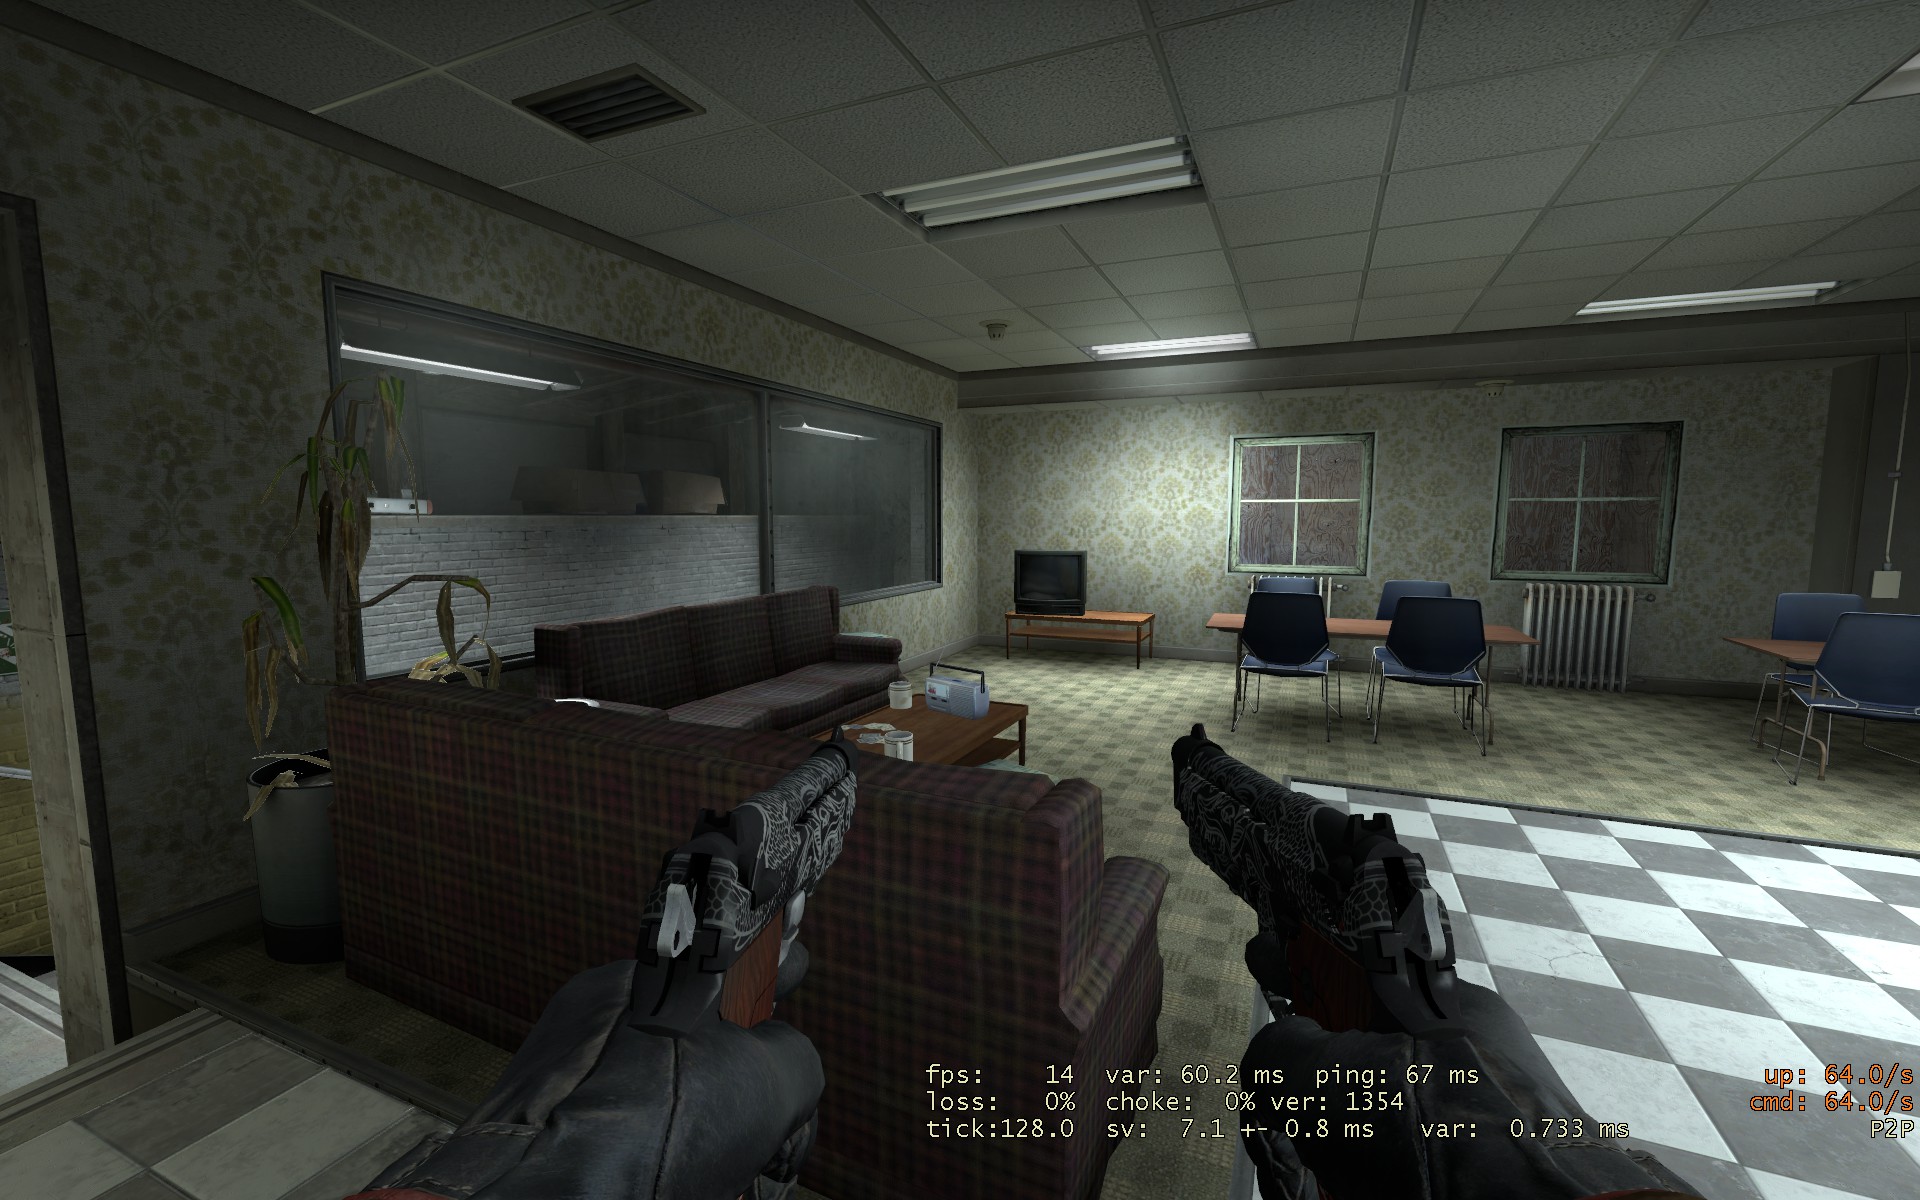 fps: 14 var: 60.2 ms ping: 67 ms
loss: 0% choke: 0% ver: 1354
tick:128.0 sv: 7.1 +- 0.8 ms var: 0.733 ms
up: 64.0/s
cmd: 64.0/s
P2P